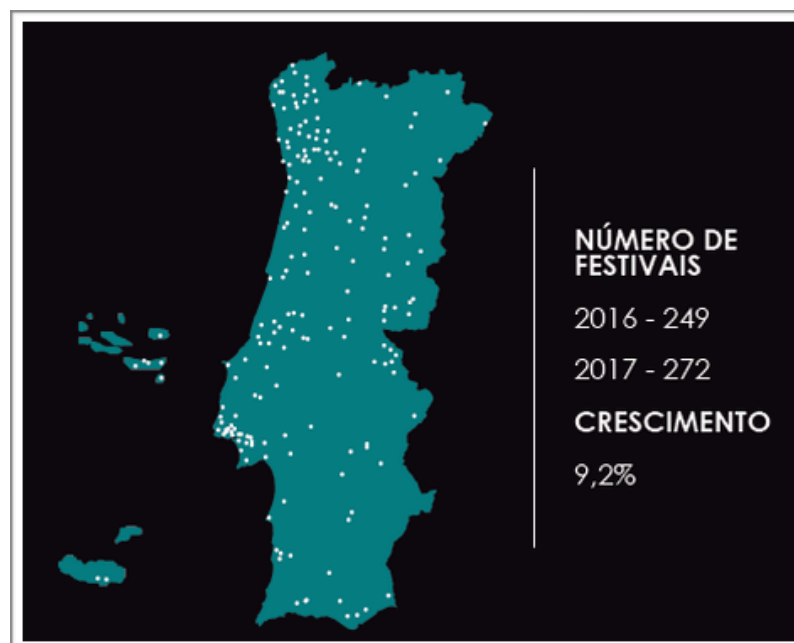 NÚMERO DE
FESTIVAIS
2016 - 249
2017 - 272
CRESCIMENTO
9,2%